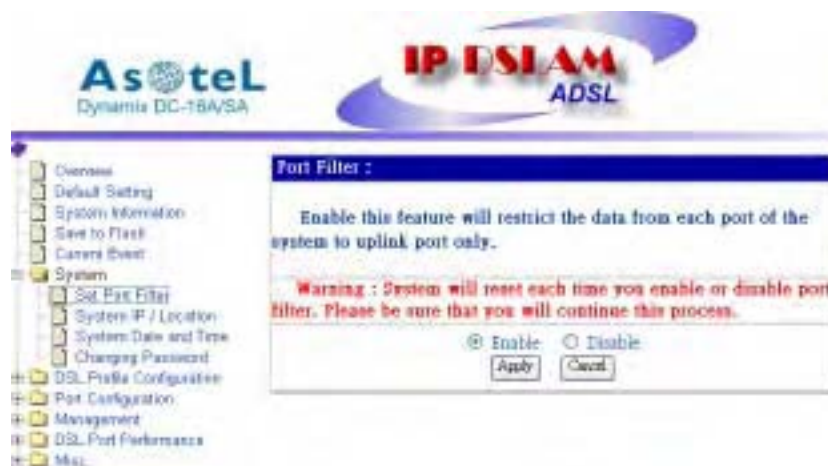 AsoteL
Dynamix DC-16A/SA
IP DSLAM
ADSL
Overview
Default Setting
System Information
Save to Flash
Current Event
System
Set Port Filter
System IP / Location
System Date and Time
Changing Password
DSL Profile Configuration
Port Configuration
Management
DSL Port Performance
Misc.
Port Filter :
Enable this feature will restrict the data from each port of the
system to uplink port only.
Warning : System will reset each time you enable or disable port
filter. Please be sure that you will continue this process.
Enable Disable
Apply Cancel